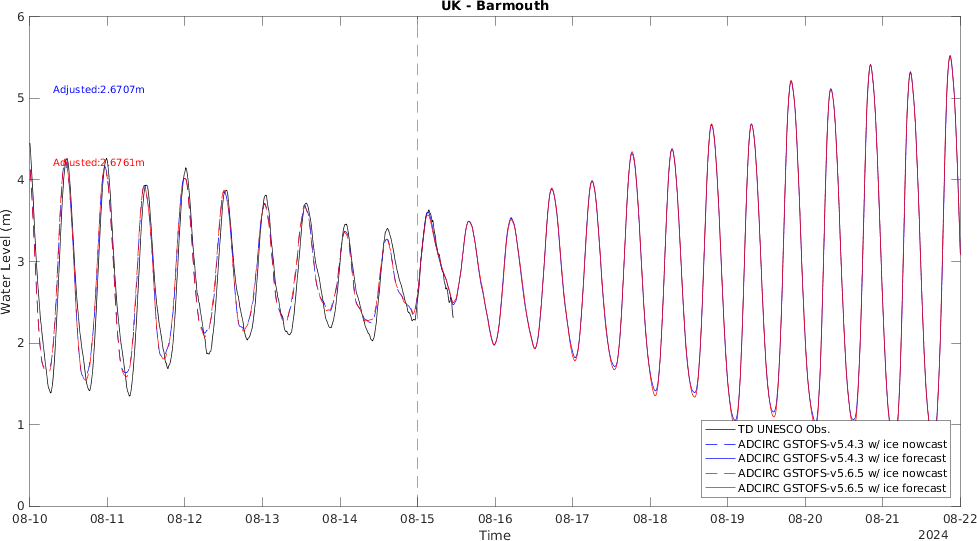 UK - Barmouth
6
5
4
3
2
1
0
Water Level (m)
Adjusted:2.6707m
Adjusted:2.6761m
TD UNESCO Obs.
ADCIRC GSTOFS-v5.4.3 w/ ice nowcast
ADCIRC GSTOFS-v5.4.3 w/ ice forecast
ADCIRC GSTOFS-v5.6.5 w/ ice nowcast
ADCIRC GSTOFS-v5.6.5 w/ ice forecast
08-10 08-11 08-12 08-13 08-14 08-15 08-16 08-17 08-18 08-19 08-20 08-21 08-22
Time
2024